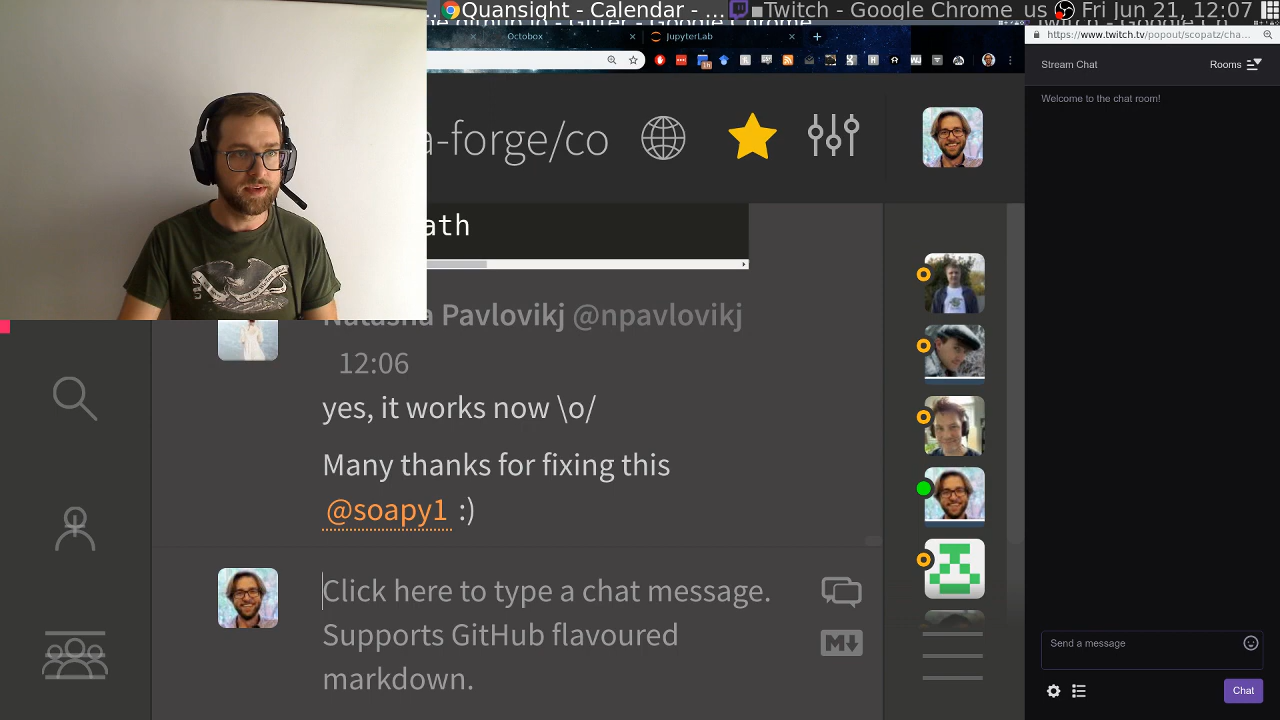 Quansight - Calendar - ...
Twitch - Google Chrome
us
Fri Jun 21, 12:07
Octobox
JupyterLab
https://www.twitch.tv/popout/scopatz/cha...
Stream Chat
Rooms
Welcome to the chat room!
a-forge/co
ath
Natasha Pavlovikj @npavlovikj
12:06
yes, it works now \o/
Many thanks for fixing this
@soapy1 :)
Click here to type a chat message.
Supports GitHub flavoured
markdown.
Send a message
Chat